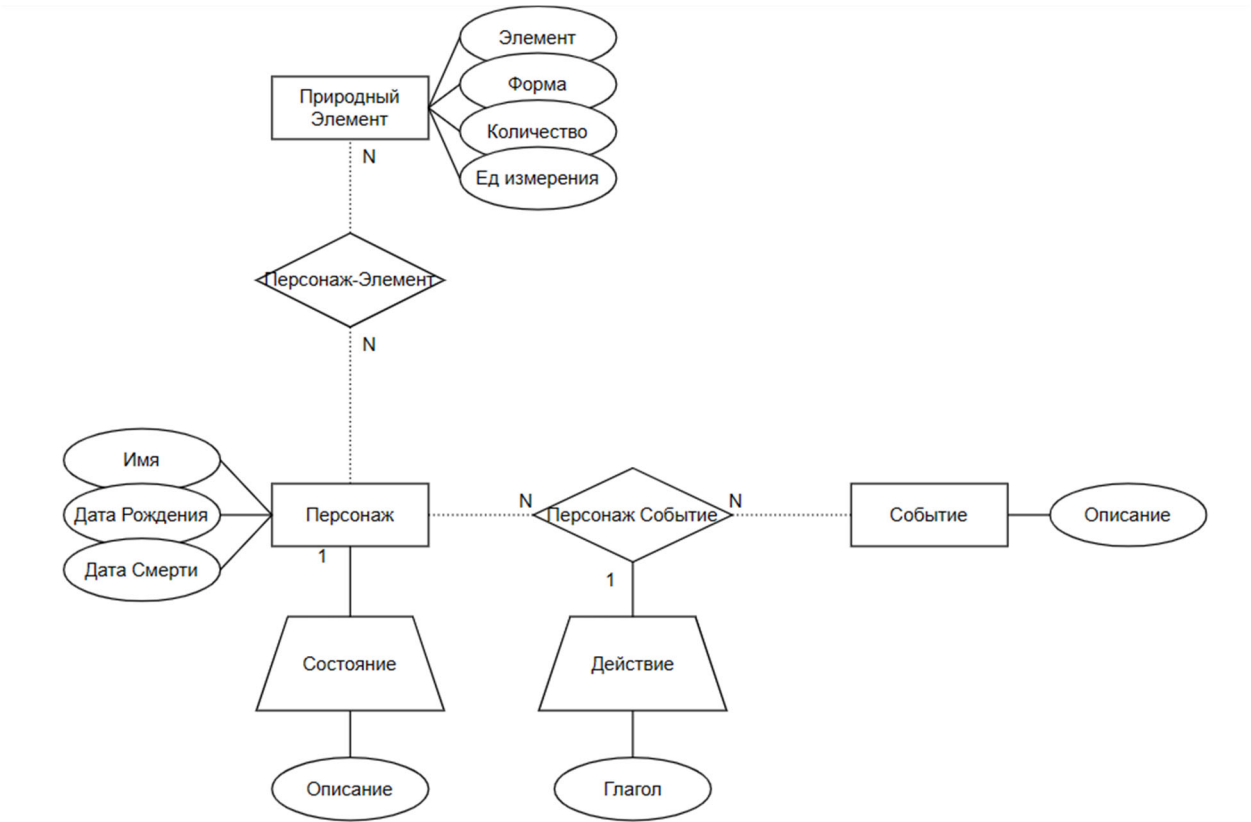 Элемент
Форма
Количество
Ед измерения
Природный
Элемент
N
Персонаж-Элемент
N
Имя
Дата Рождения
Дата Смерти
Персонаж
N
Персонаж Событие
N
Событие
Описание
1
1
Состояние
Действие
Описание
Глагол